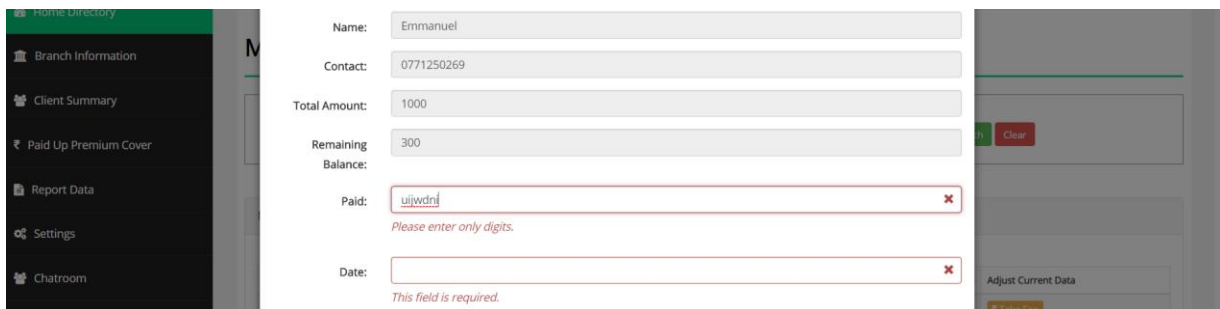 Home Directory
Branch Information
Client Summary
₹ Paid Up Premium Cover
Report Data
Settings
Chatroom
M
Name: Emmanuel
Contact: 0771250269
Total Amount: 1000
Remaining Balance: 300
Paid: uijwdni
Please enter only digits.
Date:
This field is required.
Clear
Adjust Current Data